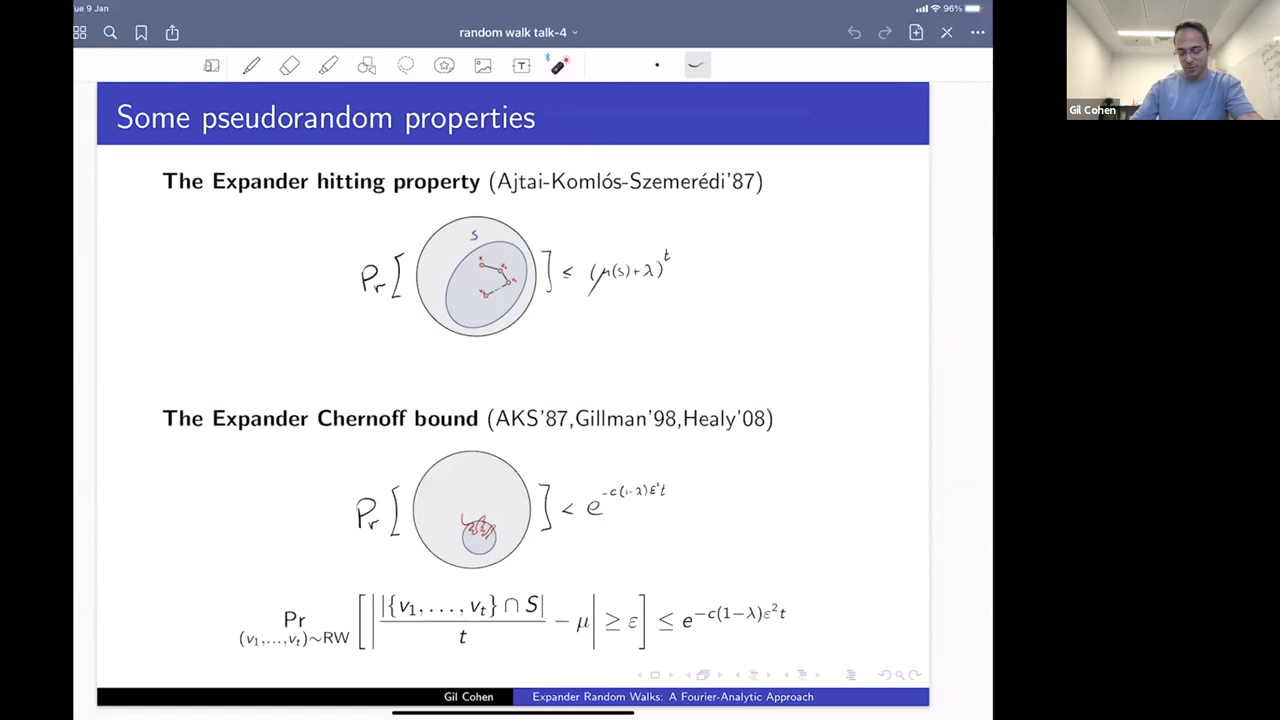 ue 9 Jan
96%
random walk talk-4
Gil Cohen
Some pseudorandom properties
The Expander hitting property (Ajtai-Komlós-Szemerédi'87)
S
Pr[ ] ≤ (μ(S)+λ)^t
The Expander Chernoff bound (AKS'87,Gillman'98,Healy'08)
Pr[ ] < e^{-c(1-λ)ε²t}
Pr_{(v₁,...,v_t)∼RW} [| |{v₁, ..., v_t} ∩ S| / t − μ| ≥ ε] ≤ e^{−c(1−λ)ε²t}
Gil Cohen
Expander Random Walks: A Fourier-Analytic Approach